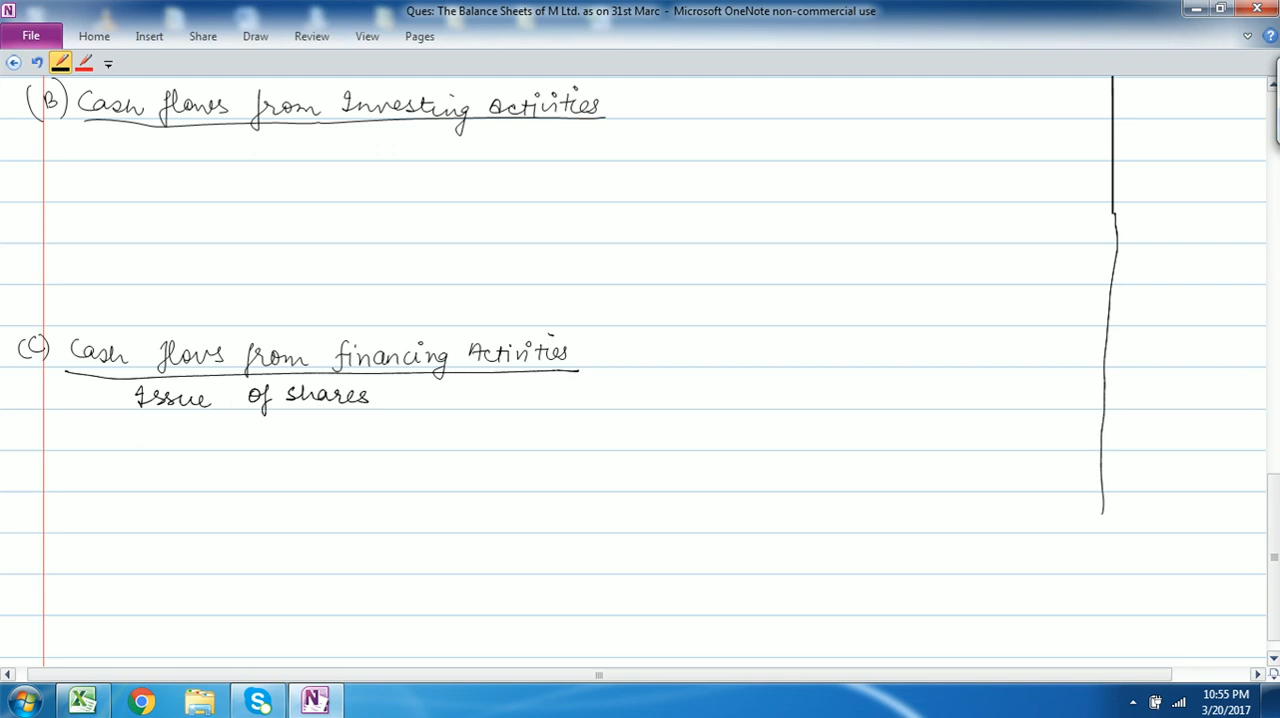 Ques: The Balance Sheets of M Ltd. as on 31st Marc - Microsoft OneNote non-commercial use
File Home Insert Share Draw Review View Pages
(B) Cash flows from Investing Activities
(C) Cash flows from financing Activities
Issue of shares
10:55 PM
3/20/2017